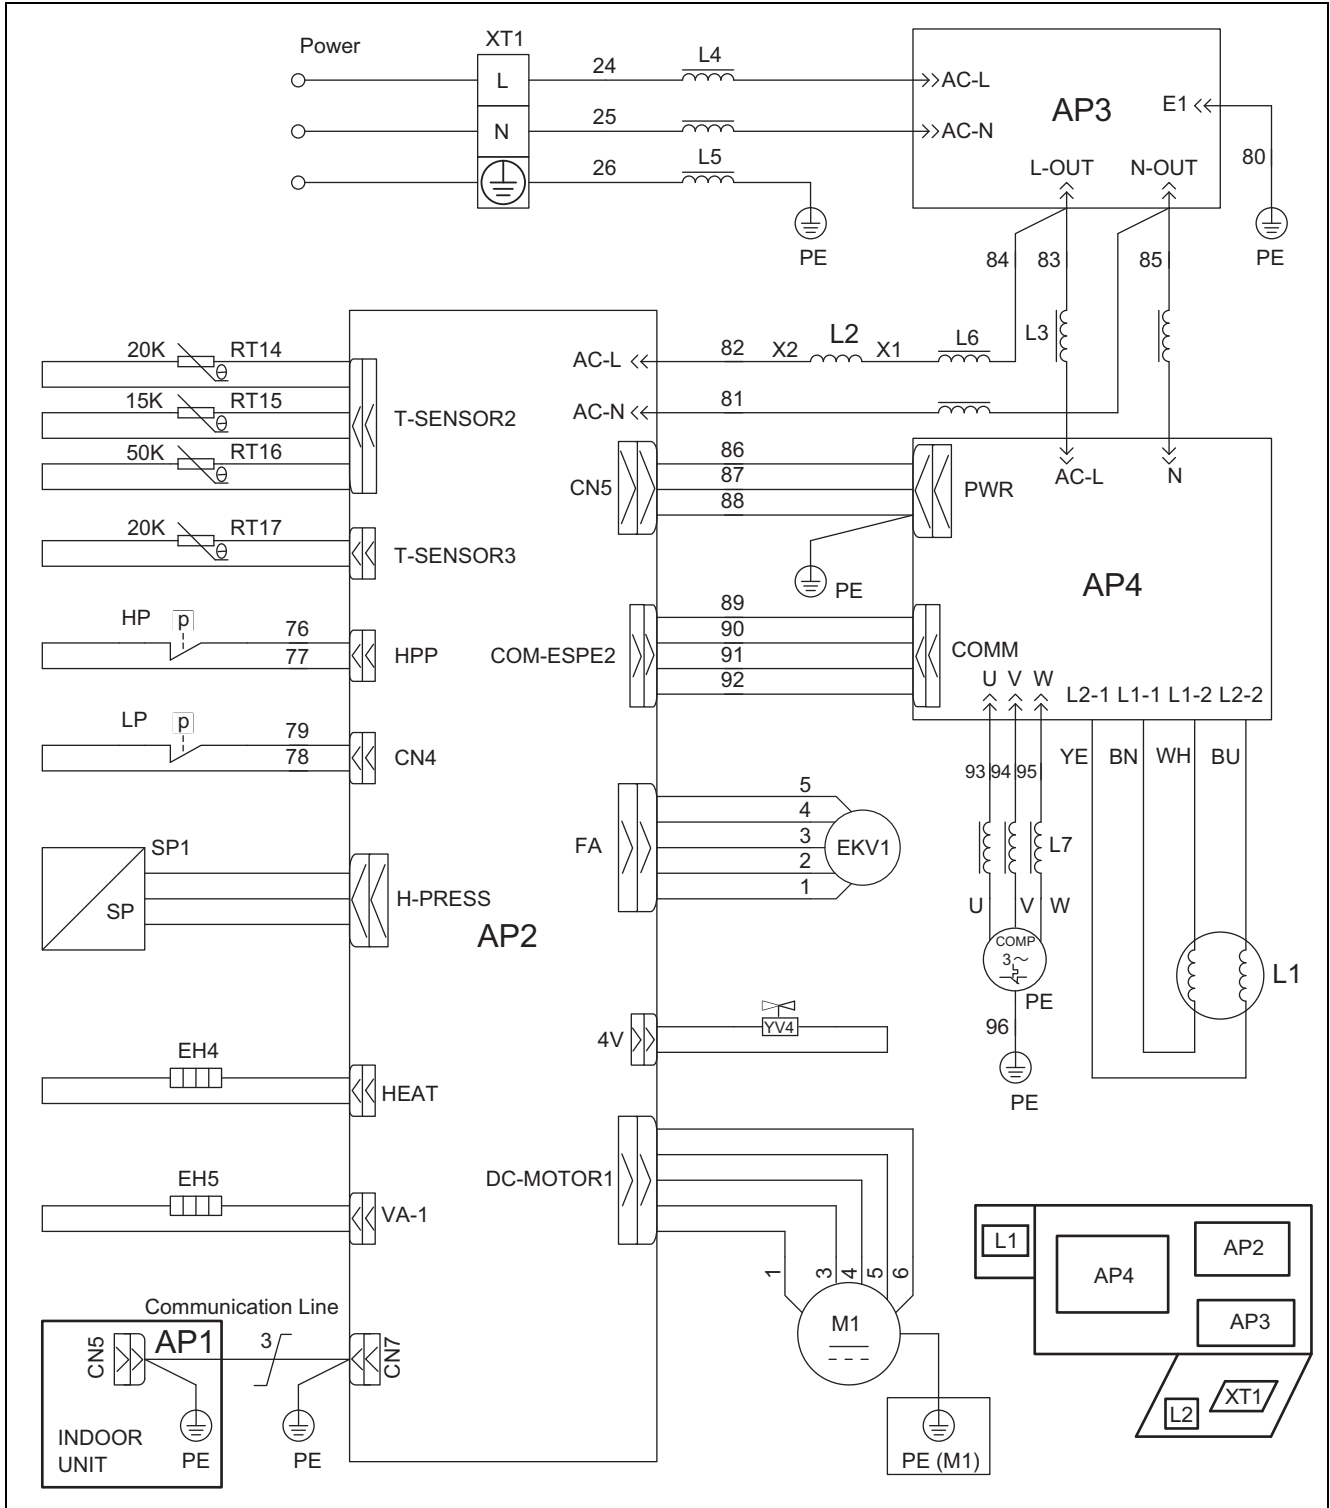 Power
XT1
L
24
L4
AC-L
AP3
E1
N
25
AC-N
26
L5
L-OUT
N-OUT
80
PE
PE
84
83
85
20K
RT14
AC-L
82
X2
L2
X1
L6
L3
15K
RT15
T-SENSOR2
AC-N
81
50K
RT16
CN5
86
87
88
PWR
AC-L
N
20K
RT17
T-SENSOR3
PE
AP4
HP
p
76
77
HPP
COM-ESPE2
89
90
91
92
COMM
U
V
W
L2-1
L1-1
L1-2
L2-2
LP
p
79
78
CN4
YE
BN
WH
BU
93
94
95
FA
5
4
3
2
1
EKV1
L7
SP1
SP
H-PRESS
AP2
U
V
W
COMP
3~
PE
L1
96
PE
4V
YV4
EH4
HEAT
EH5
VA-1
DC-MOTOR1
1
3
4
5
6
M1
PE (M1)
L1
AP4
AP2
AP3
L2
XT1
Communication Line
CN5
AP1
3
CN7
INDOOR
UNIT
PE
PE